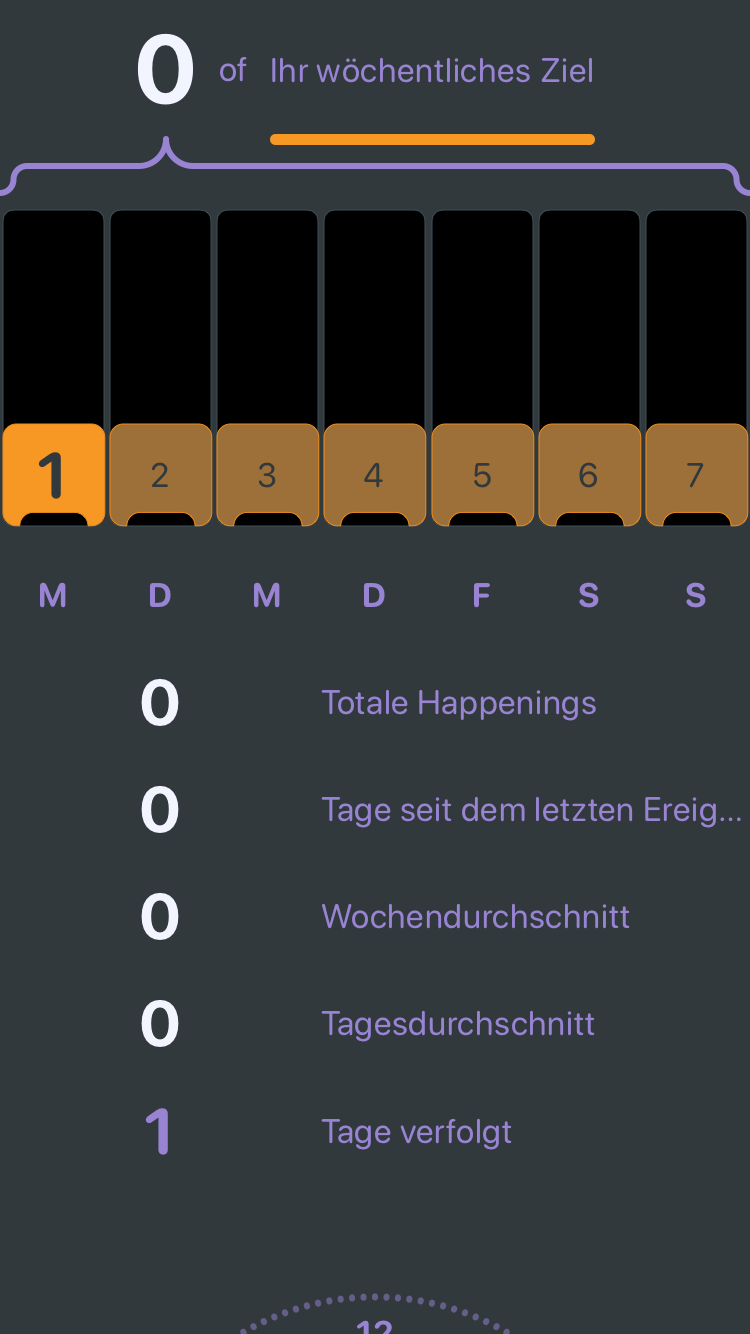 0 of Ihr wöchentliches Ziel
1 2 3 4 5 6 7
M D M D F S S
0 Totale Happenings
0 Tage seit dem letzten Ereig...
0 Wochendurchschnitt
0 Tagesdurchschnitt
1 Tage verfolgt
12